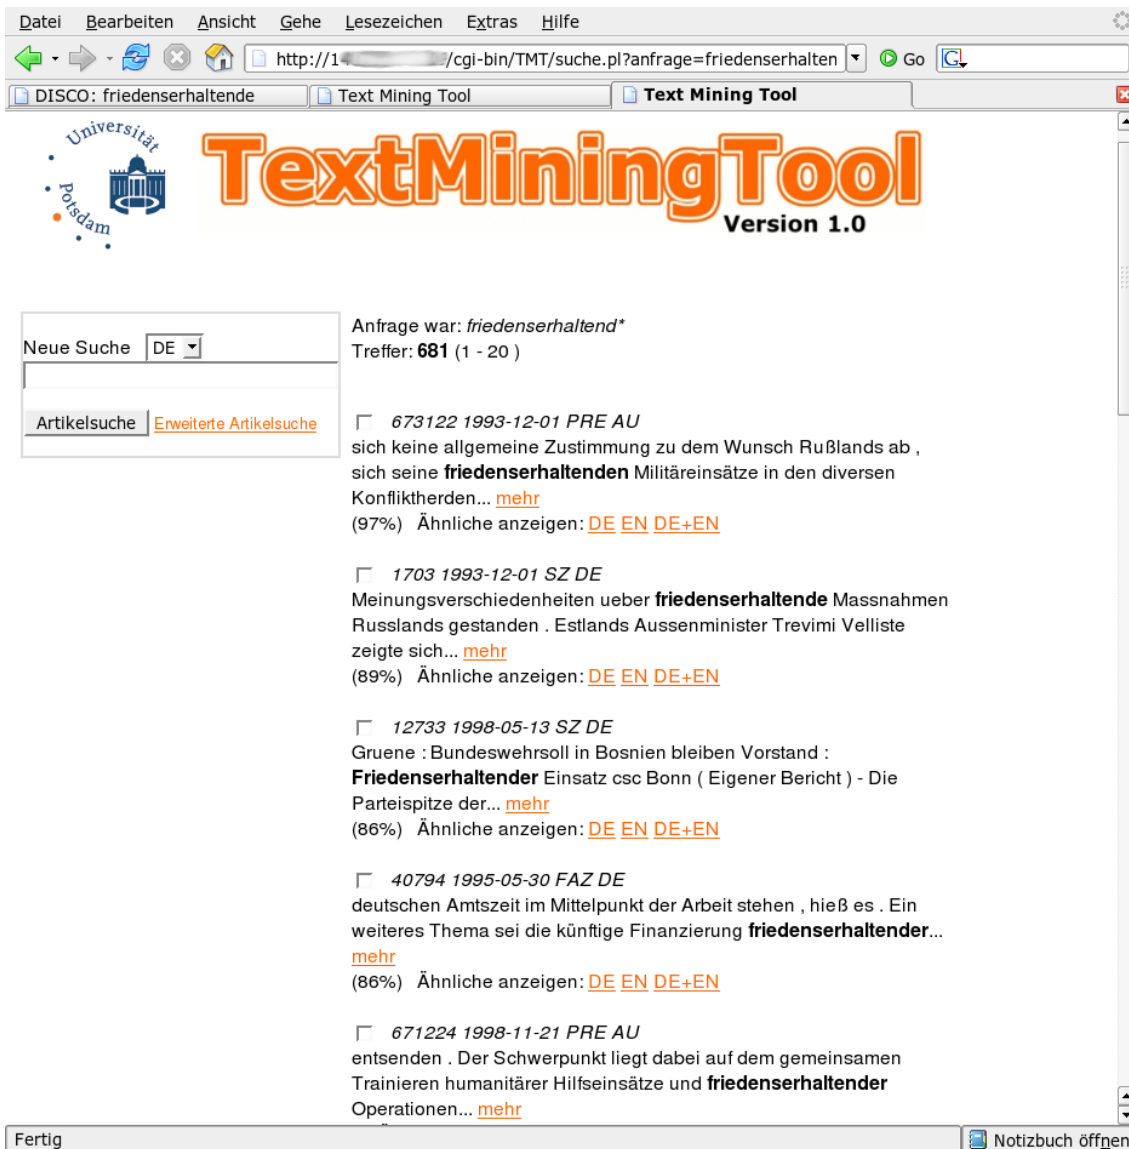 Datei Bearbeiten Ansicht Gehe Lesezeichen Extras Hilfe
http://14 /cgi-bin/TMT/suche.pl?anfrage=friedenserhalten Go G
DISCO: friedenserhaltende Text Mining Tool Text Mining Tool
Universität Potsdam
TextMiningTool
Version 1.0
Neue Suche DE
Artikelsuche Erweiterte Artikelsuche
Anfrage war: friedenserhaltend*
Treffer: 681 (1 - 20 )
673122 1993-12-01 PRE AU
sich keine allgemeine Zustimmung zu dem Wunsch Rußlands ab ,
sich seine friedenserhaltenden Militäreinsätze in den diversen
Konfliktherden... mehr
(97%) Ähnliche anzeigen: DE EN DE+EN
1703 1993-12-01 SZ DE
Meinungsverschiedenheiten ueber friedenserhaltende Massnahmen
Russlands gestanden . Estlands Aussenminister Trevimi Velliste
zeigte sich... mehr
(89%) Ähnliche anzeigen: DE EN DE+EN
12733 1998-05-13 SZ DE
Gruene : Bundeswehrsoll in Bosnien bleiben Vorstand :
Friedenserhaltender Einsatz csc Bonn ( Eigener Bericht ) - Die
Parteispitze der... mehr
(86%) Ähnliche anzeigen: DE EN DE+EN
40794 1995-05-30 FAZ DE
deutschen Amtszeit im Mittelpunkt der Arbeit stehen , hieß es . Ein
weiteres Thema sei die künftige Finanzierung friedenserhaltender...
mehr
(86%) Ähnliche anzeigen: DE EN DE+EN
671224 1998-11-21 PRE AU
entsenden . Der Schwerpunkt liegt dabei auf dem gemeinsamen
Trainieren humanitärer Hilfseinsätze und friedenserhaltender
Operationen... mehr
Fertig Notizbuch öffnen